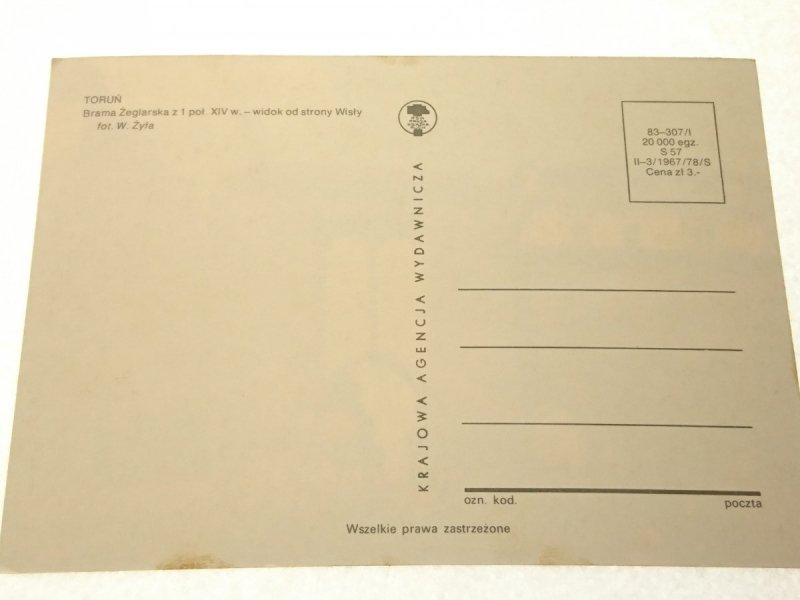 TORUŃ
Brama Żeglarska z 1 poł. XIV w. – widok od strony Wisły
fot. W. Żyła
KRAJOWA AGENCJA WYDAWNICZA
83–307/I
20 000 egz.
S 57
II–3/1967/78/S
Cena zł 3.-
ozn. kod.
poczta
Wszelkie prawa zastrzeżone